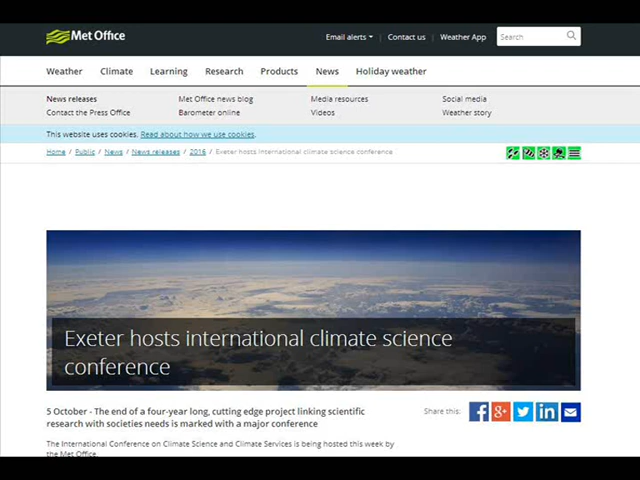 Met Office
Email alerts Contact us Weather App Search
Weather Climate Learning Research Products News Holiday weather
News releases Met Office news blog Media resources Social media
Contact the Press Office Barometer online Videos Weather story
This website uses cookies. Read about how we use cookies.
Home / Public / News / News releases / 2016 / Exeter hosts international climate science conference
Exeter hosts international climate science
conference
5 October - The end of a four-year long, cutting edge project linking scientific
research with societies needs is marked with a major conference
Share this:
The International Conference on Climate Science and Climate Services is being hosted this week by
the Met Office.